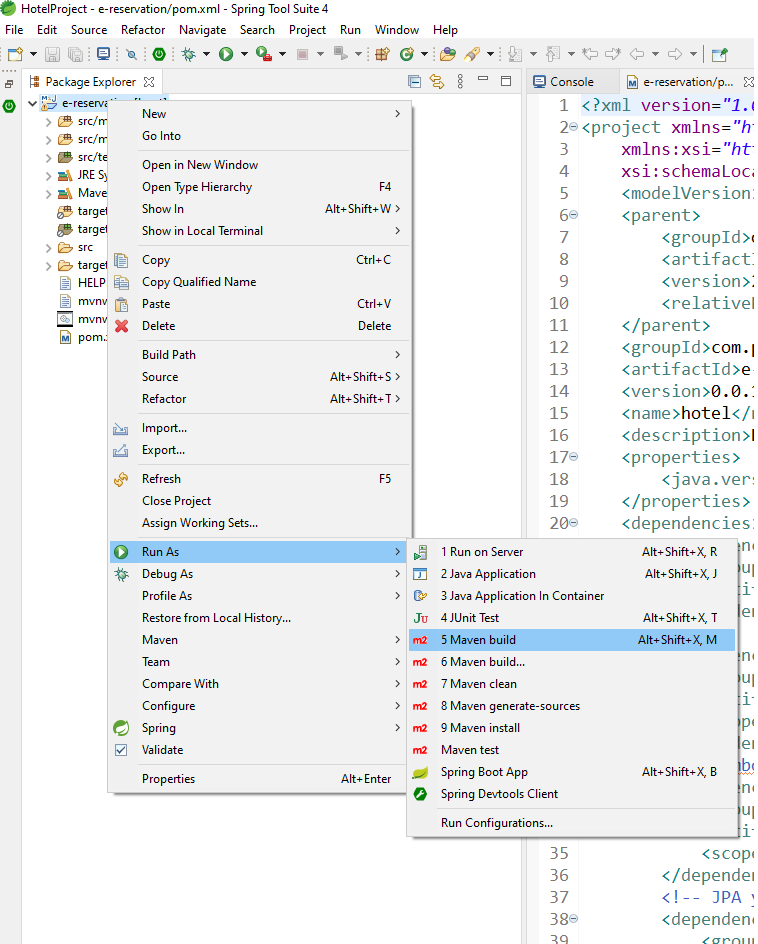 HotelProject - e-reservation/pom.xml - Spring Tool Suite 4
File Edit Source Refactor Navigate Search Project Run Window Help
Package Explorer
Console
e-reservation/p...
New
Go Into
Open in New Window
Open Type Hierarchy F4
Show In Alt+Shift+W
Show in Local Terminal
Copy Ctrl+C
Copy Qualified Name
Paste Ctrl+V
Delete Delete
Build Path
Source Alt+Shift+S
Refactor Alt+Shift+T
Import...
Export...
Refresh F5
Close Project
Assign Working Sets...
Run As
Debug As
Profile As
Restore from Local History...
Maven
Team
Compare With
Configure
Spring
Validate
Properties Alt+Enter
1 Run on Server Alt+Shift+X, R
2 Java Application Alt+Shift+X, J
3 Java Application In Container
4 JUnit Test Alt+Shift+X, T
5 Maven build Alt+Shift+X, M
6 Maven build...
7 Maven clean
8 Maven generate-sources
9 Maven install
Maven test
Spring Boot App Alt+Shift+X, B
Spring Devtools Client
Run Configurations...
src/m
src/m
src/te
JRE Sy
Mave
target
target
src
target
HELP
mvnw
mvnw
pom.
1 <?xml version="1.
2 <project xmlns="ht
3 xmlns:xsi="htt
4 xsi:schemaLoca
5 <modelVersion
6 <parent>
7 <groupId>
8 <artifactI
9 <version>
10 <relative
11 </parent>
12 <groupId>com.p
13 <artifactId>e-
14 <version>0.0.1
15 <name>hotel</n
16 <description>
17 <properties>
18 <java.vers
19 </properties>
20 <dependencies
35 <scope
36 </depender
37 <!-- JPA y
38 <dependenc
39 <group